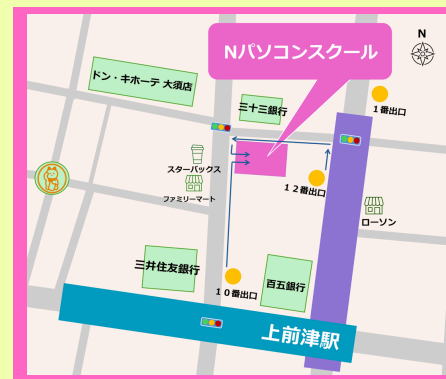 Nパソコンスクール
N
ドン・キホーテ 大須店
三十三銀行
1番出口
スターバックス
ファミリーマート
12番出口
ローソン
三井住友銀行
10番出口
百五銀行
上前津駅